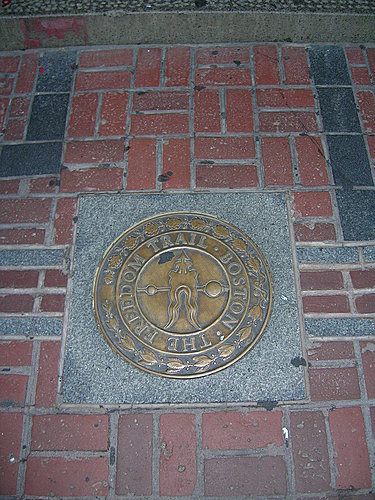 THE FREEDOM TRAIL · BOSTON ·